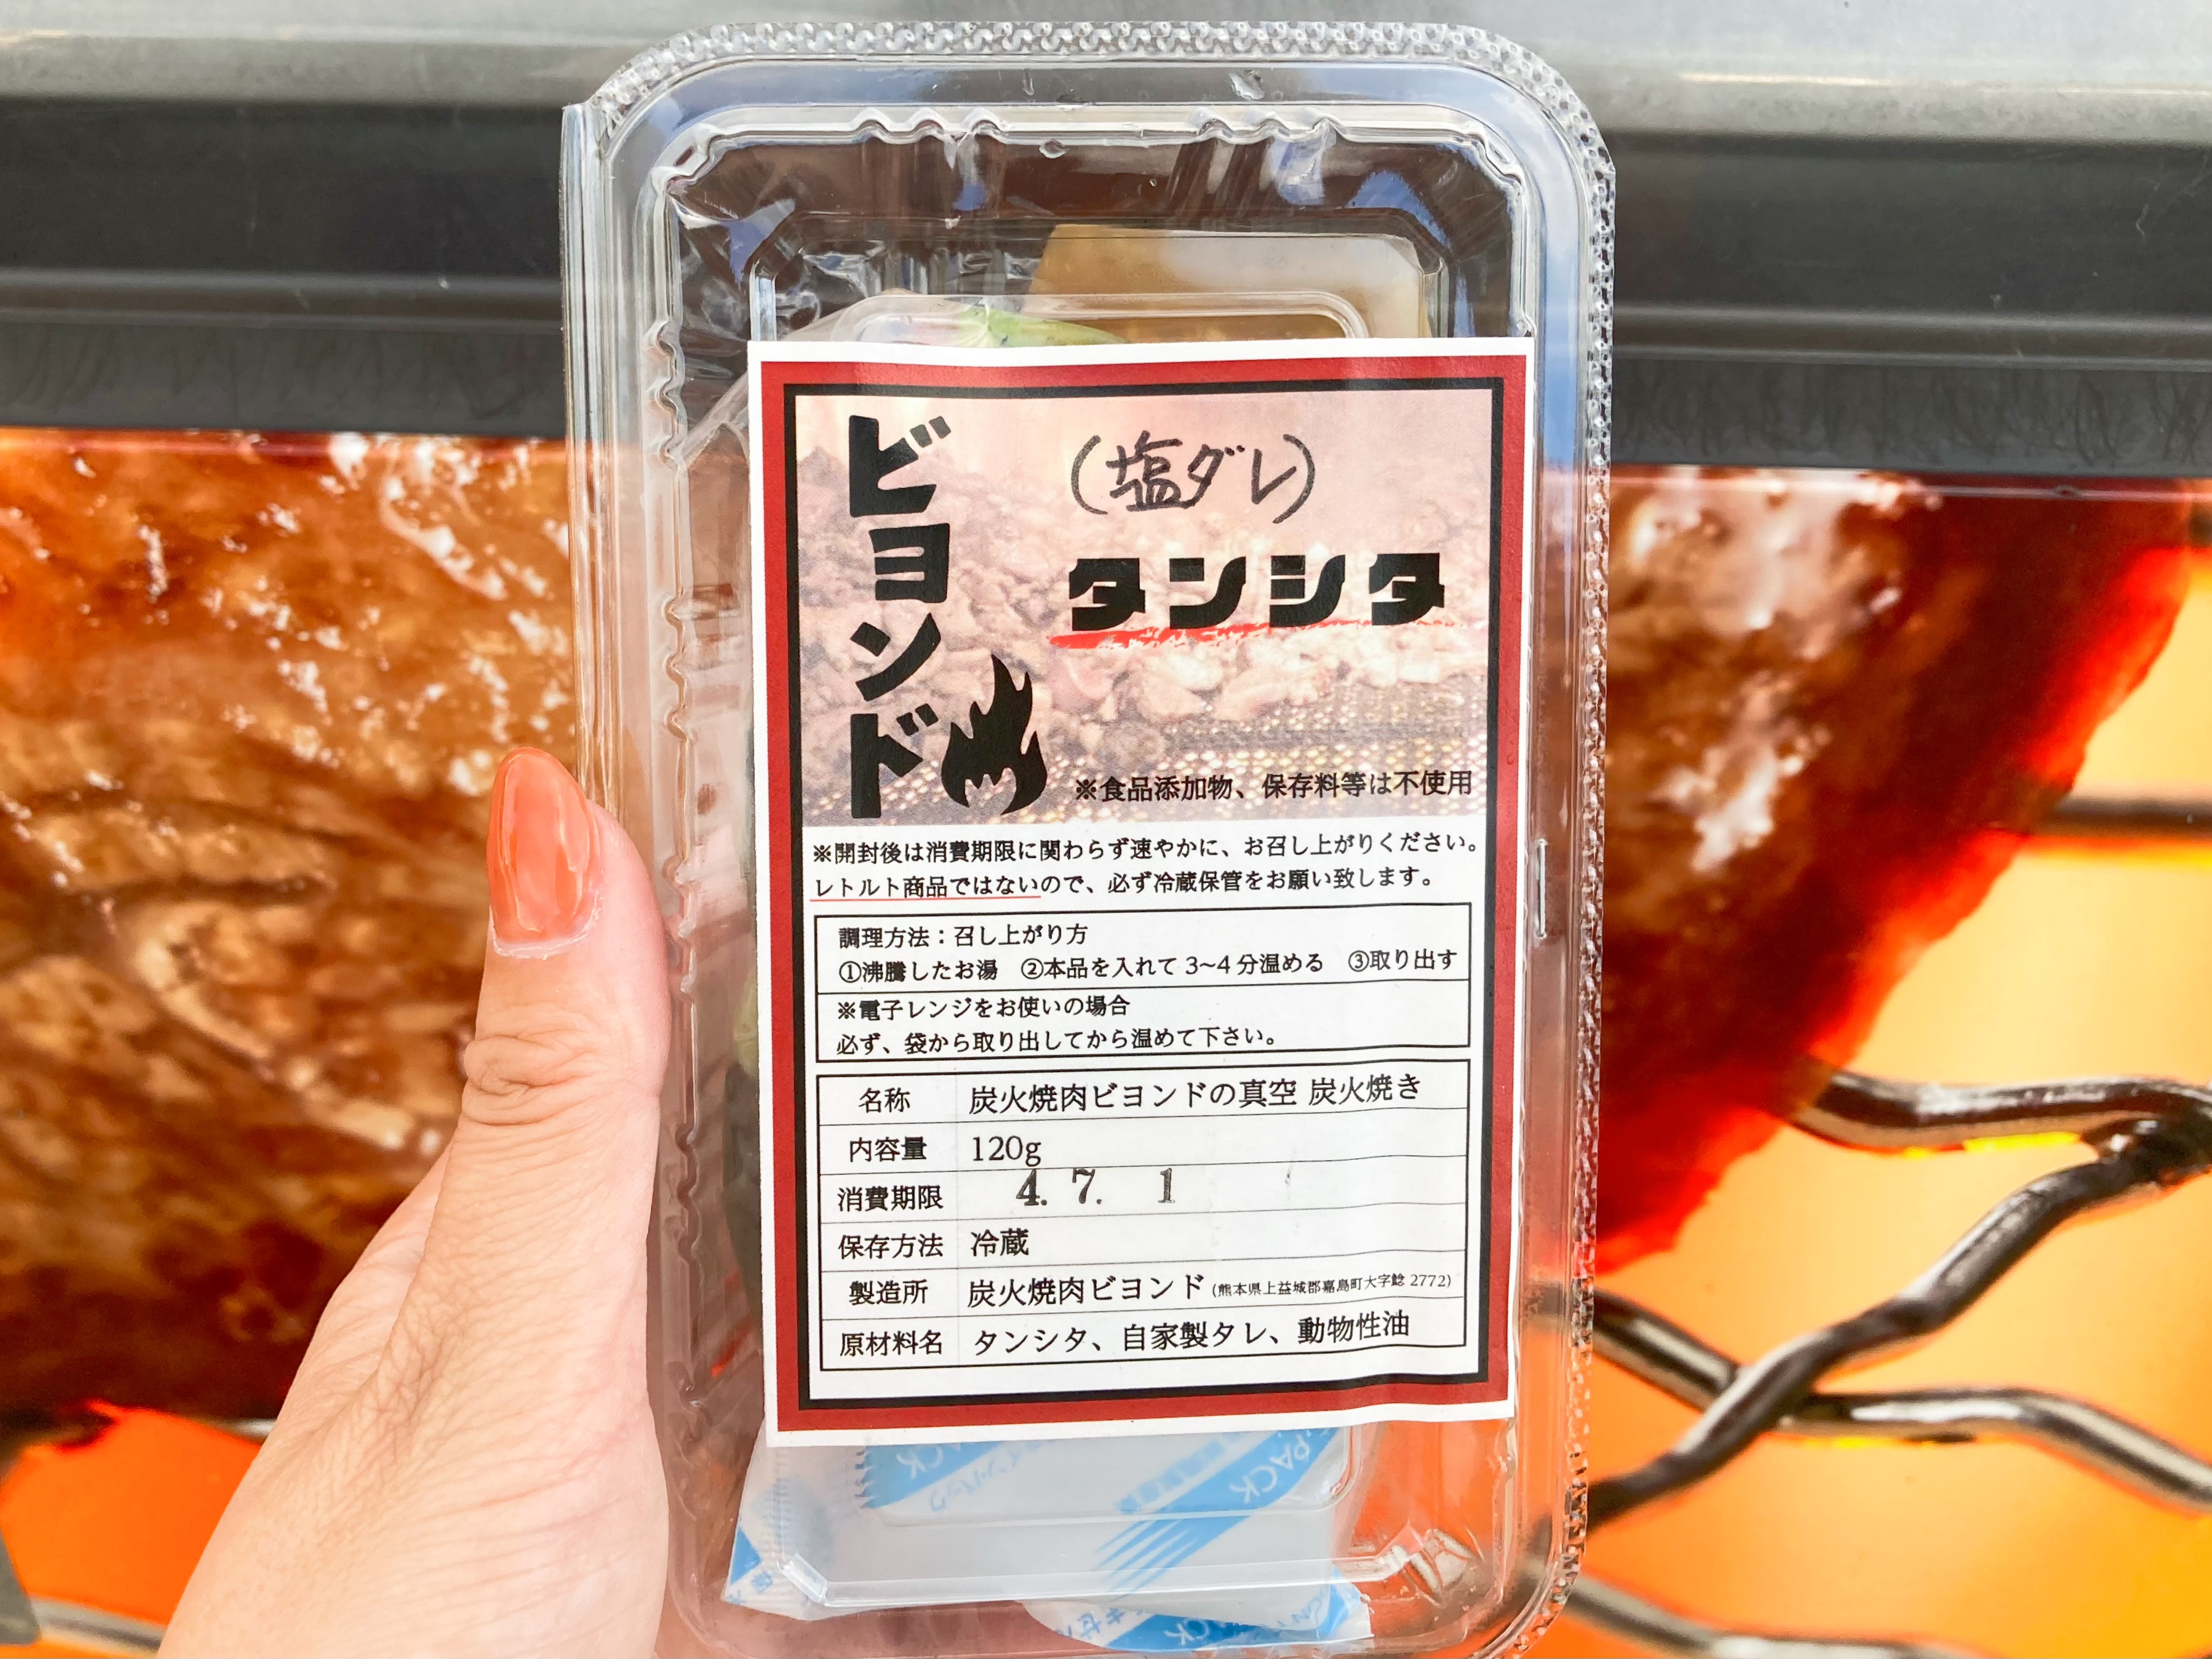 ビヨンド
(塩ダレ)
タンシタ
※食品添加物、保存料等は不使用
※開封後は消費期限に関わらず速やかに、お召し上がりください。
レトルト商品ではないので、必ず冷蔵保管をお願い致します。
調理方法：召し上がり方
①沸騰したお湯 ②本品を入れて 3~4 分温める ③取り出す
※電子レンジをお使いの場合
必ず、袋から取り出してから温めて下さい。
名称 炭火焼肉ビヨンドの真空 炭火焼き
内容量 120g
消費期限 4. 7. 1
保存方法 冷蔵
製造所 炭火焼肉ビヨンド (熊本県上益城郡嘉島町大字鯰 2772)
原材料名 タンシタ、自家製タレ、動物性油
PACK